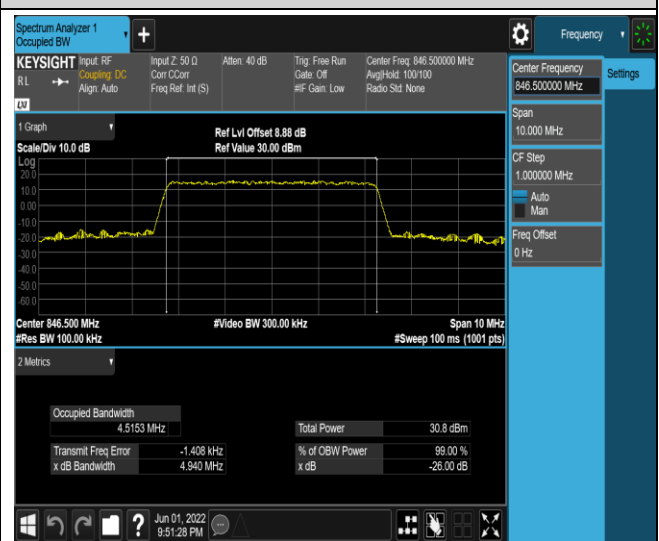 Spectrum Analyzer 1
Occupied BW
+
Frequency
KEYSIGHT
RL
LXI
Input: RF
Coupling: DC
Align: Auto
Input Z: 50 Ω
Corr CCorr
Freq Ref: Int (S)
Atten: 40 dB
Trig: Free Run
Gate: Off
#IF Gain: Low
Center Freq: 846.500000 MHz
Avg|Hold: 100/100
Radio Std: None
Center Frequency
846.500000 MHz
Settings
Span
10.000 MHz
CF Step
1.000000 MHz
Auto
Man
Freq Offset
0 Hz
1 Graph
Scale/Div 10.0 dB
Ref Lvl Offset 8.88 dB
Ref Value 30.00 dBm
Log
20.0
10.0
0.00
-10.0
-20.0
-30.0
-40.0
-50.0
-60.0
Center 846.500 MHz
#Video BW 300.00 kHz
Span 10 MHz
#Res BW 100.00 kHz
#Sweep 100 ms (1001 pts)
2 Metrics
Occupied Bandwidth
4.5153 MHz
Total Power 30.8 dBm
Transmit Freq Error -1.408 kHz
% of OBW Power 99.00 %
x dB Bandwidth 4.940 MHz
x dB -26.00 dB
?
Jun 01, 2022
9:51:28 PM